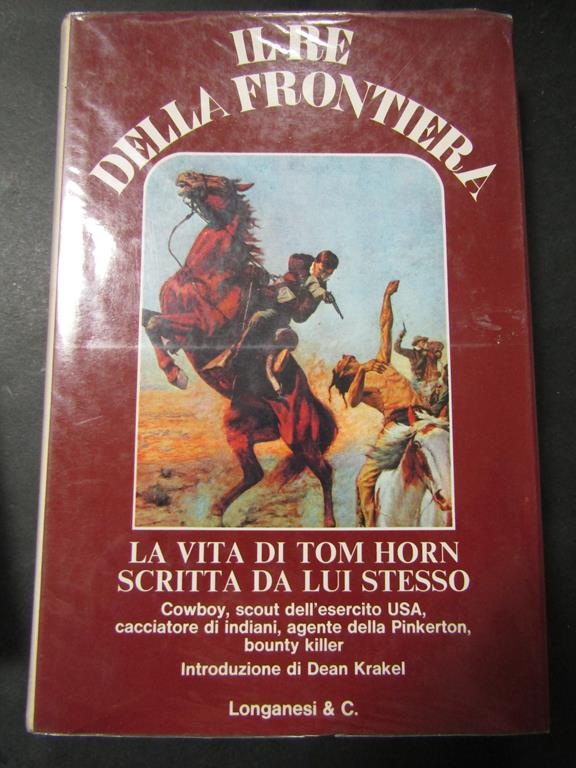 IL RE
DELLA FRONTIERA
LA VITA DI TOM HORN
SCRITTA DA LUI STESSO
Cowboy, scout dell'esercito USA,
cacciatore di indiani, agente della Pinkerton,
bounty killer
Introduzione di Dean Krakel
Longanesi & C.